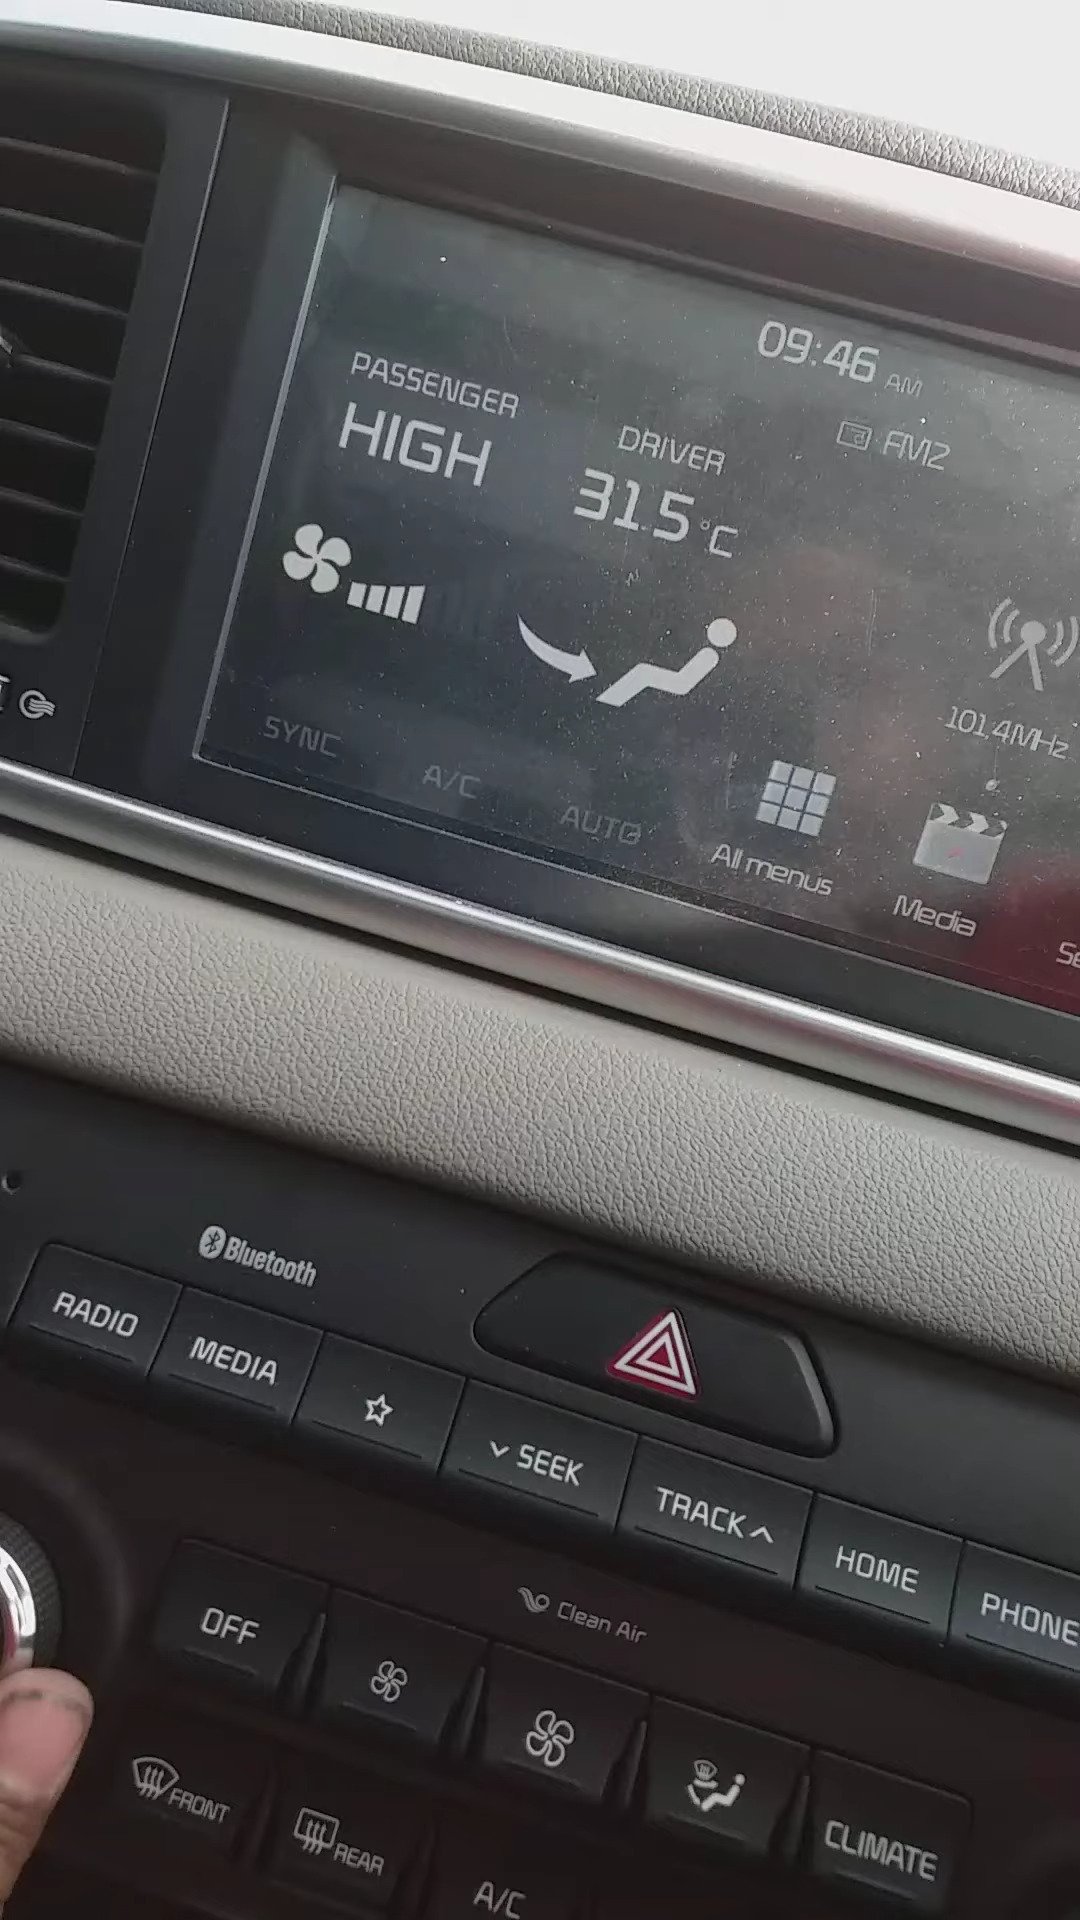 09:46 AM
PASSENGER
HIGH
DRIVER
31.5°C
FM2
101.4MHz
SYNC
A/C
AUTO
All menus
Media
Bluetooth
RADIO
MEDIA
SEEK
TRACK
HOME
PHONE
Clean Air
OFF
FRONT
REAR
A/C
CLIMATE